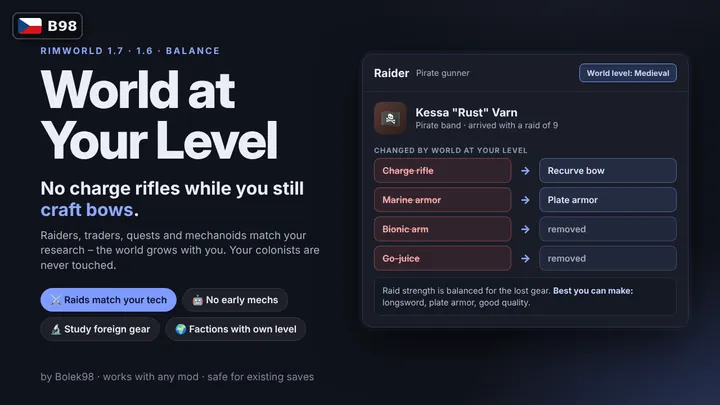 B98
RIMWORLD 1.7 · 1.6 · BALANCE
World at
Your Level
No charge rifles while you still
craft bows.
Raiders, traders, quests and mechanoids match your
research – the world grows with you. Your colonists are
never touched.
⚔️ Raids match your tech
🤖 No early mechs
🔬 Study foreign gear
🌍 Factions with own level
by Bolek98 · works with any mod · safe for existing saves
Raider Pirate gunner
World level: Medieval
Kessa "Rust" Varn
Pirate band · arrived with a raid of 9
CHANGED BY WORLD AT YOUR LEVEL
Charge rifle → Recurve bow
Marine armor → Plate armor
Bionic arm → removed
Go-juice → removed
Raid strength is balanced for the lost gear. Best you can make:
longsword, plate armor, good quality.